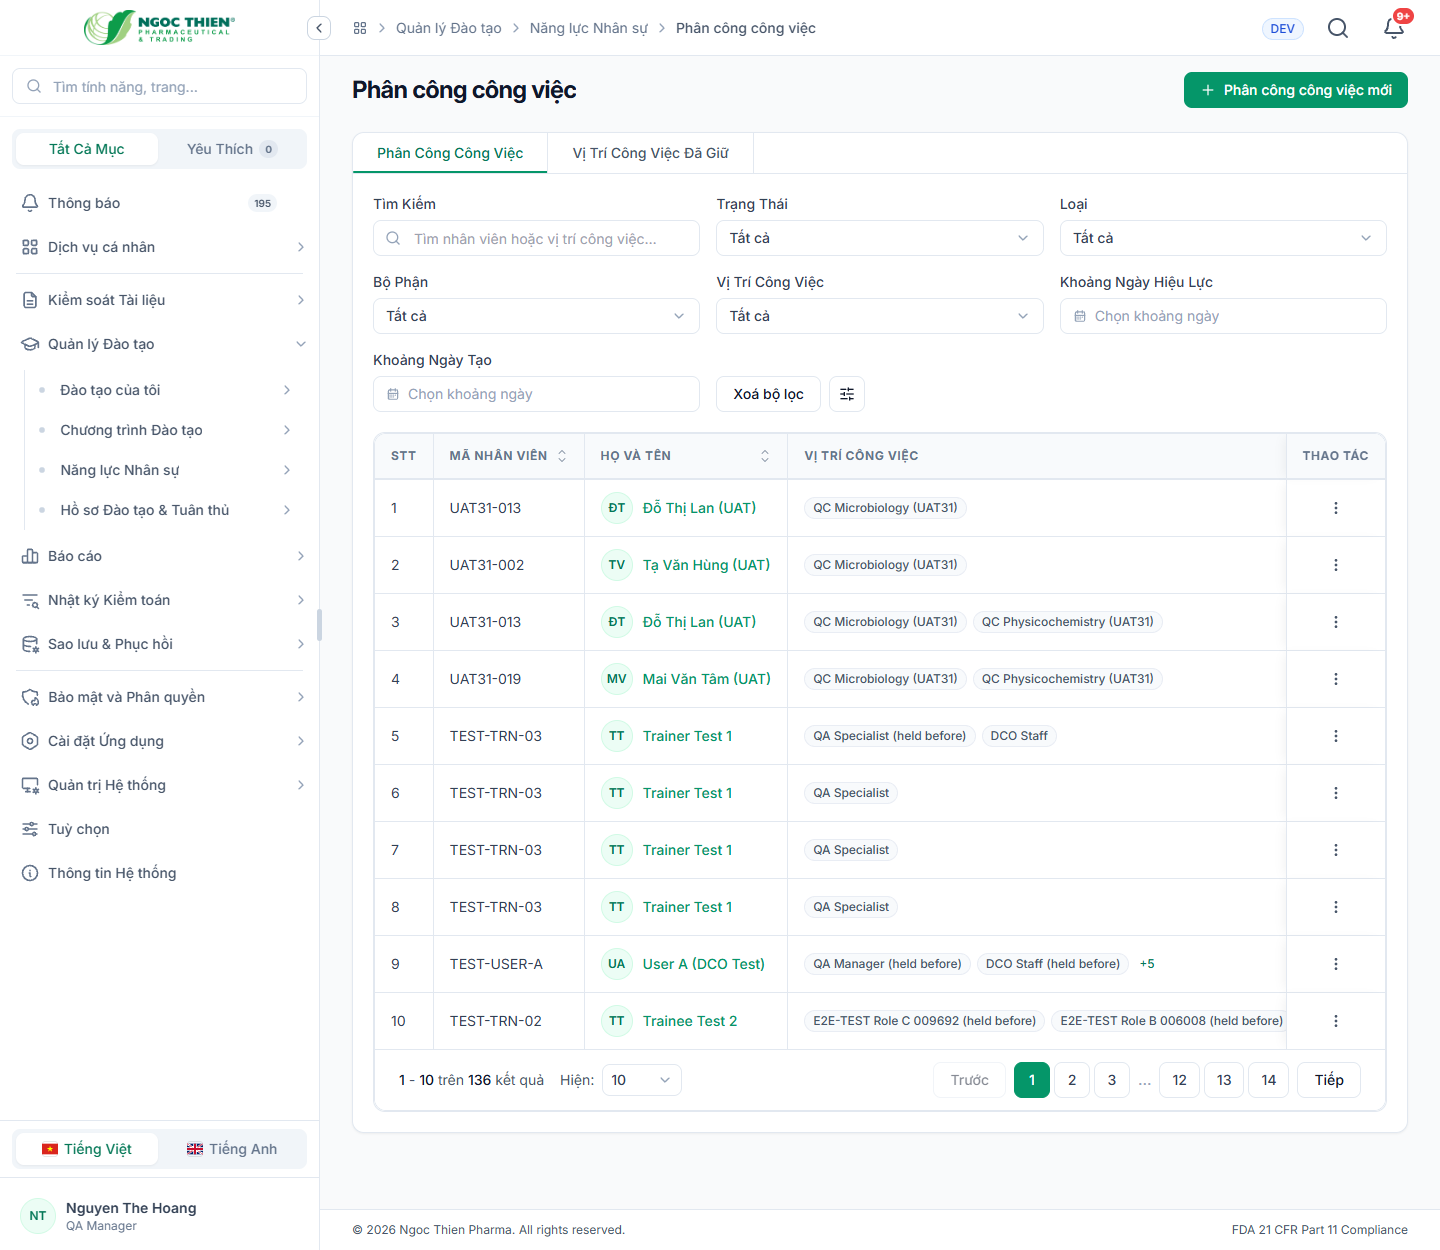 NGOC THIEN®
PHARMACEUTICAL
& TRADING
Quản lý Đào tạo
Năng lực Nhân sự
Phân công công việc
DEV
9+
Tìm tính năng, trang...
Tất Cả Mục
Yêu Thích 0
Thông báo 195
Dịch vụ cá nhân
Kiểm soát Tài liệu
Quản lý Đào tạo
Đào tạo của tôi
Chương trình Đào tạo
Năng lực Nhân sự
Hồ sơ Đào tạo & Tuân thủ
Báo cáo
Nhật ký Kiểm toán
Sao lưu & Phục hồi
Bảo mật và Phân quyền
Cài đặt Ứng dụng
Quản trị Hệ thống
Tuỳ chọn
Thông tin Hệ thống
Tiếng Việt
Tiếng Anh
NT
Nguyen The Hoang
QA Manager
Phân công công việc
+ Phân công công việc mới
Phân Công Công Việc
Vị Trí Công Việc Đã Giữ
Tìm Kiếm
Trạng Thái
Loại
Tìm nhân viên hoặc vị trí công việc...
Tất cả
Tất cả
Bộ Phận
Vị Trí Công Việc
Khoảng Ngày Hiệu Lực
Tất cả
Tất cả
Chọn khoảng ngày
Khoảng Ngày Tạo
Chọn khoảng ngày
Xoá bộ lọc
STT MÃ NHÂN VIÊN HỌ VÀ TÊN VỊ TRÍ CÔNG VIỆC THAO TÁC
1 UAT31-013 ĐT Đỗ Thị Lan (UAT) QC Microbiology (UAT31)
2 UAT31-002 TV Tạ Văn Hùng (UAT) QC Microbiology (UAT31)
3 UAT31-013 ĐT Đỗ Thị Lan (UAT) QC Microbiology (UAT31) QC Physicochemistry (UAT31)
4 UAT31-019 MV Mai Văn Tâm (UAT) QC Microbiology (UAT31) QC Physicochemistry (UAT31)
5 TEST-TRN-03 TT Trainer Test 1 QA Specialist (held before) DCO Staff
6 TEST-TRN-03 TT Trainer Test 1 QA Specialist
7 TEST-TRN-03 TT Trainer Test 1 QA Specialist
8 TEST-TRN-03 TT Trainer Test 1 QA Specialist
9 TEST-USER-A UA User A (DCO Test) QA Manager (held before) DCO Staff (held before) +5
10 TEST-TRN-02 TT Trainee Test 2 E2E-TEST Role C 009692 (held before) E2E-TEST Role B 006008 (held before)
1 - 10 trên 136 kết quả Hiện: 10
Trước 1 2 3 ... 12 13 14 Tiếp
© 2026 Ngoc Thien Pharma. All rights reserved.
FDA 21 CFR Part 11 Compliance